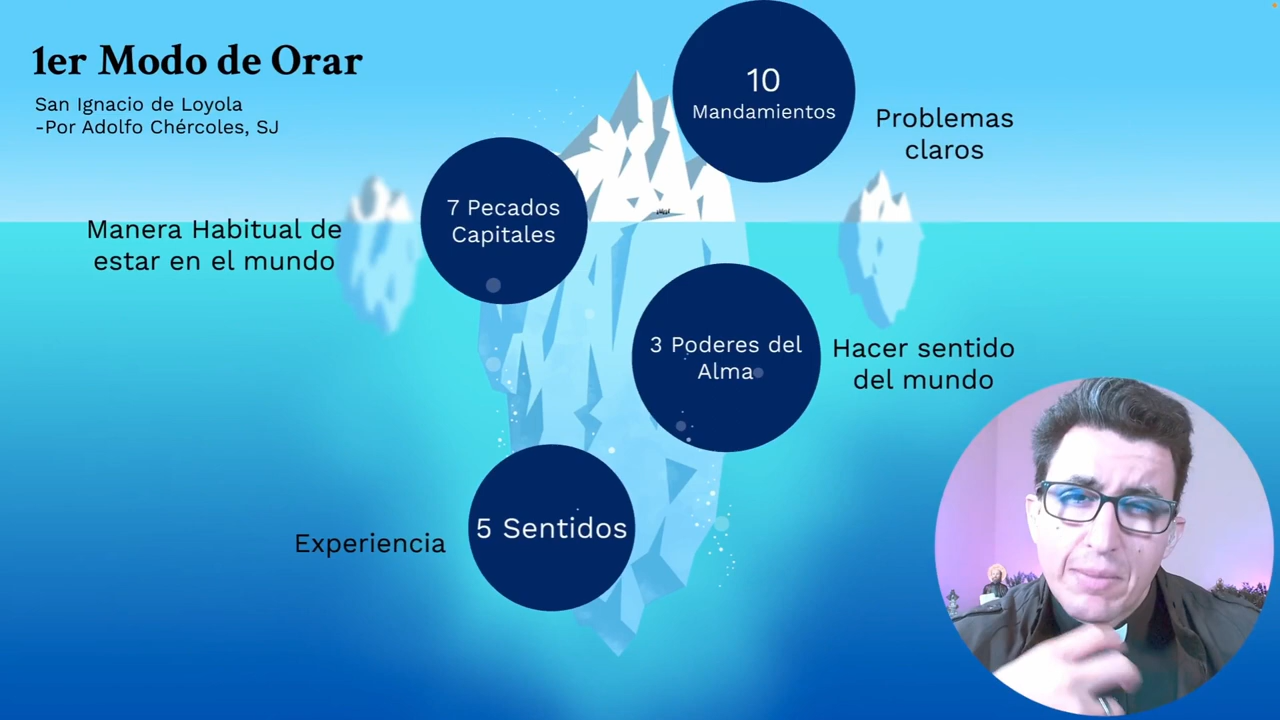 1er Modo de Orar
San Ignacio de Loyola
-Por Adolfo Chércoles, SJ
10
Mandamientos
Problemas
claros
7 Pecados
Capitales
Manera Habitual de
estar en el mundo
3 Poderes del
Alma
Hacer sentido
del mundo
5 Sentidos
Experiencia